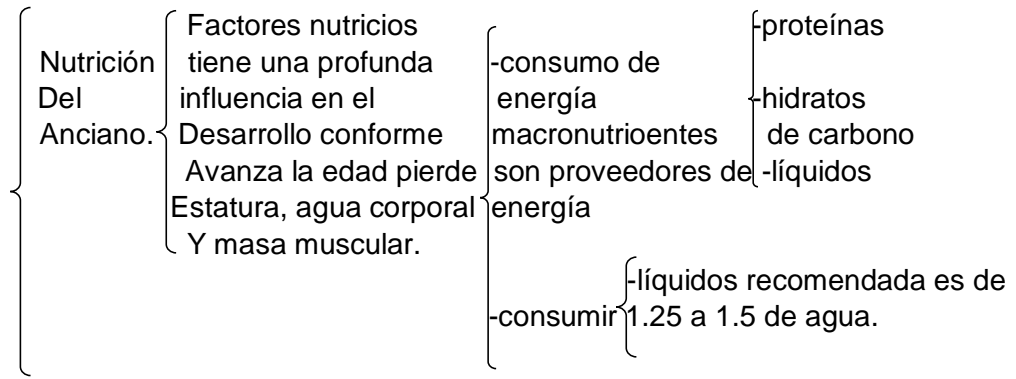 Nutrición
Del
Anciano.
Factores nutricios
tiene una profunda
influencia en el
Desarrollo conforme
Avanza la edad pierde
Estatura, agua corporal
Y masa muscular.
-consumo de
energía
macronutrioentes
son proveedores de
energía
-proteínas
-hidratos
de carbono
-líquidos
-consumir
-líquidos recomendada es de
1.25 a 1.5 de agua.